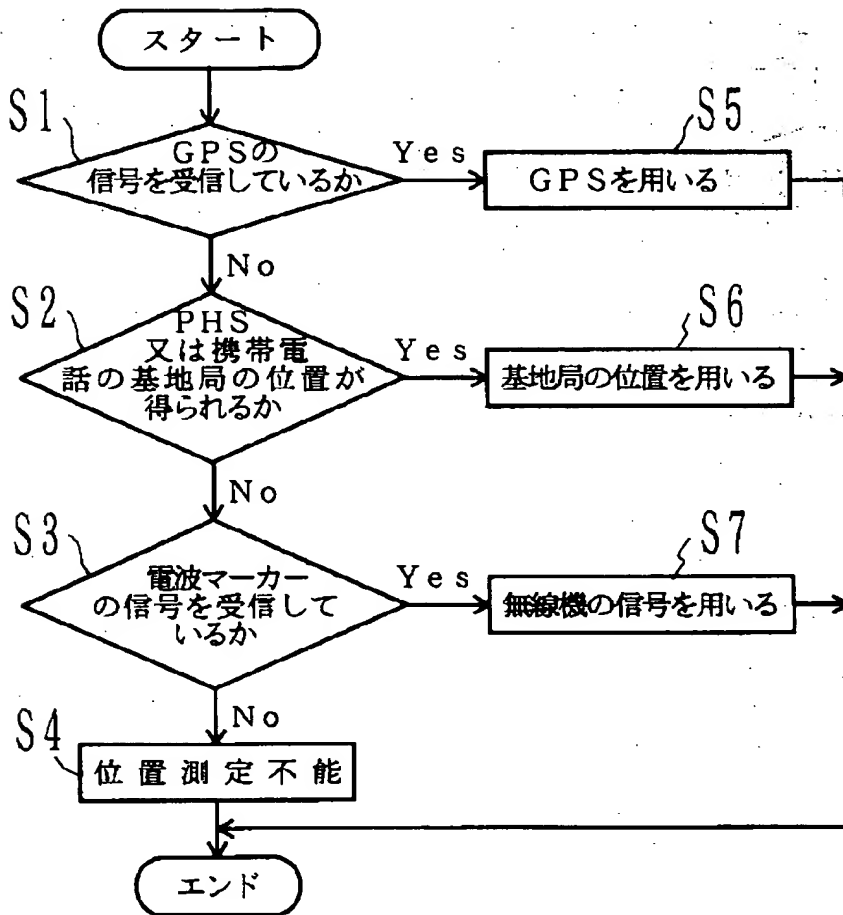 スタート
S1
GPSの
信号を受信しているか
Yes
S5
GPSを用いる
No
S2
PHS
又は携帯電
話の基地局の位置が
得られるか
Yes
S6
基地局の位置を用いる
No
S3
電波マーカー
の信号を受信して
いるか
Yes
S7
無線機の信号を用いる
No
S4
位置測定不能
エンド